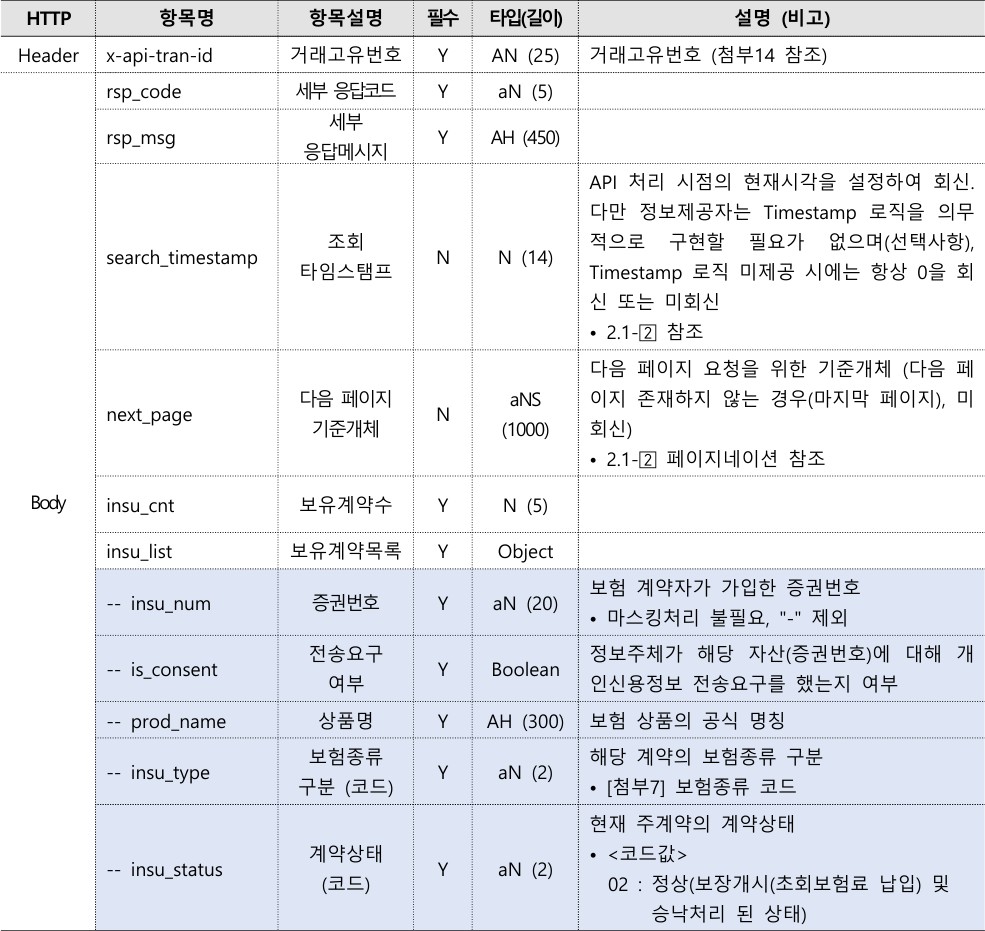 HTTP 항목명 항목설명 필수 타입(길이) 설명 (비고)
Header x-api-tran-id 거래고유번호 Y AN (25) 거래고유번호 (첨부14 참조)
Body
rsp_code 세부 응답코드 Y aN (5)
rsp_msg 세부
응답메시지 Y AH (450)
search_timestamp 조회
타임스탬프 N N (14)
API 처리 시점의 현재시각을 설정하여 회신.
다만 정보제공자는 Timestamp 로직을 의무
적으로 구현할 필요가 없으며(선택사항),
Timestamp 로직 미제공 시에는 항상 0을 회
신 또는 미회신
• 2.1-② 참조
next_page 다음 페이지
기준개체 N aNS
(1000)
다음 페이지 요청을 위한 기준개체 (다음 페
이지 존재하지 않는 경우(마지막 페이지), 미
회신)
• 2.1-② 페이지네이션 참조
insu_cnt 보유계약수 Y N (5)
insu_list 보유계약목록 Y Object
-- insu_num 증권번호 Y aN (20)
보험 계약자가 가입한 증권번호
• 마스킹처리 불필요, "-" 제외
-- is_consent 전송요구
여부 Y Boolean
정보주체가 해당 자산(증권번호)에 대해 개
인신용정보 전송요구를 했는지 여부
-- prod_name 상품명 Y AH (300) 보험 상품의 공식 명칭
-- insu_type 보험종류
구분 (코드) Y aN (2)
해당 계약의 보험종류 구분
• [첨부7] 보험종류 코드
-- insu_status 계약상태
(코드) Y aN (2)
현재 주계약의 계약상태
• <코드값>
02 : 정상(보장개시(초회보험료 납입) 및
승낙처리 된 상태)